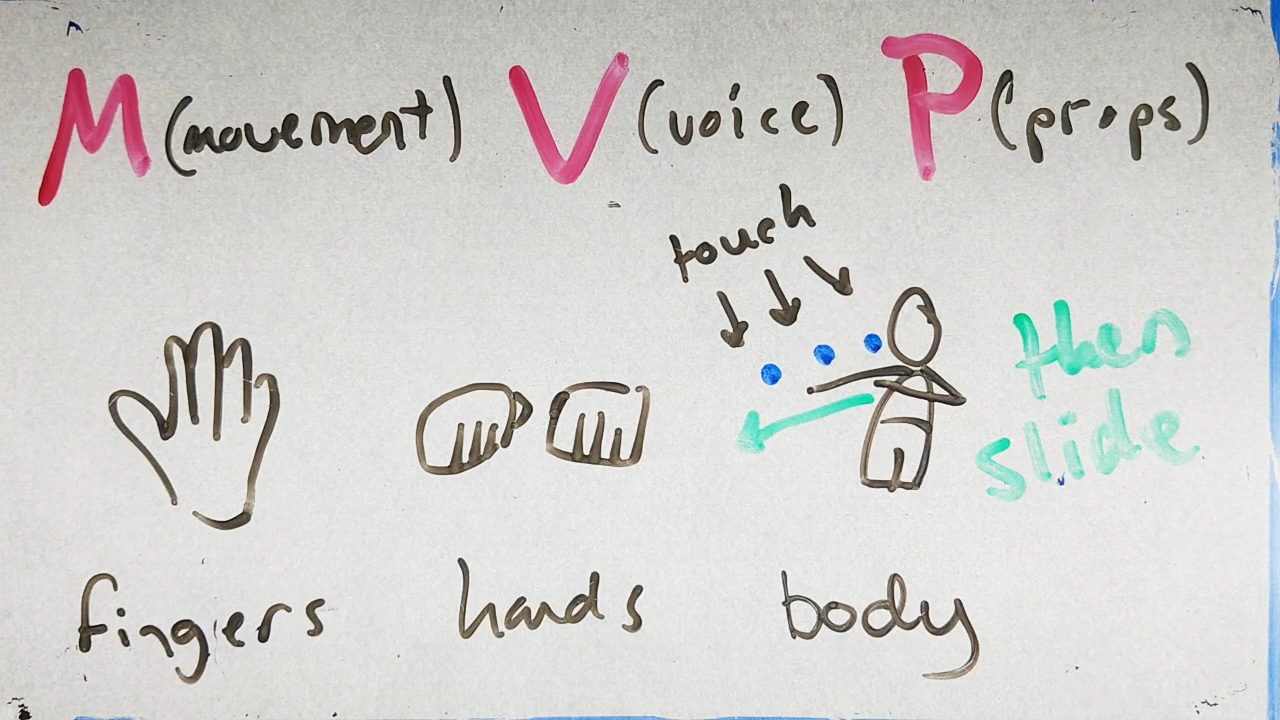 M (movement) V (voice) P (props)
touch
then
slide
fingers hands body